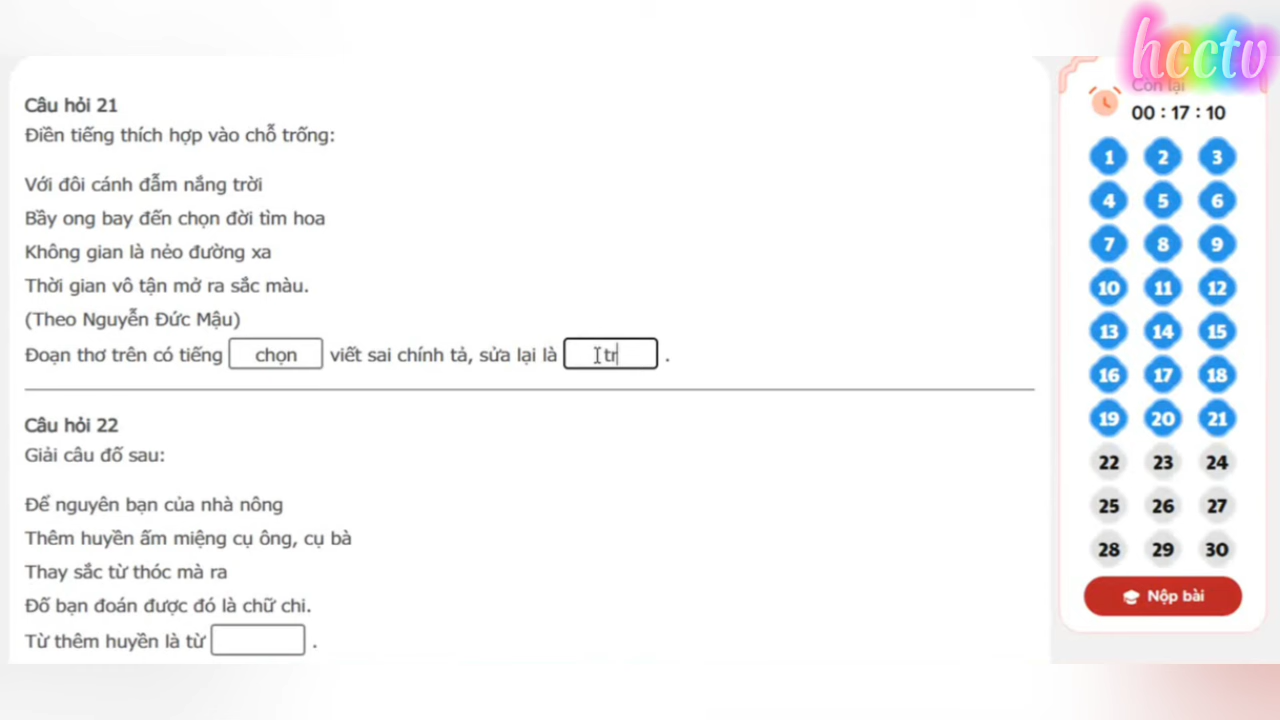 hcctv
Câu hỏi 21
Điền tiếng thích hợp vào chỗ trống:
Với đôi cánh đẫm nắng trời
Bầy ong bay đến chọn đời tìm hoa
Không gian là nẻo đường xa
Thời gian vô tận mở ra sắc màu.
(Theo Nguyễn Đức Mậu)
Đoạn thơ trên có tiếng chọn viết sai chính tả, sửa lại là tr .
Câu hỏi 22
Giải câu đố sau:
Để nguyên bạn của nhà nông
Thêm huyền ấm miệng cụ ông, cụ bà
Thay sắc từ thóc mà ra
Đố bạn đoán được đó là chữ chi.
Từ thêm huyền là từ .
Còn lại
00 : 17 : 10
1 2 3
4 5 6
7 8 9
10 11 12
13 14 15
16 17 18
19 20 21
22 23 24
25 26 27
28 29 30
Nộp bài